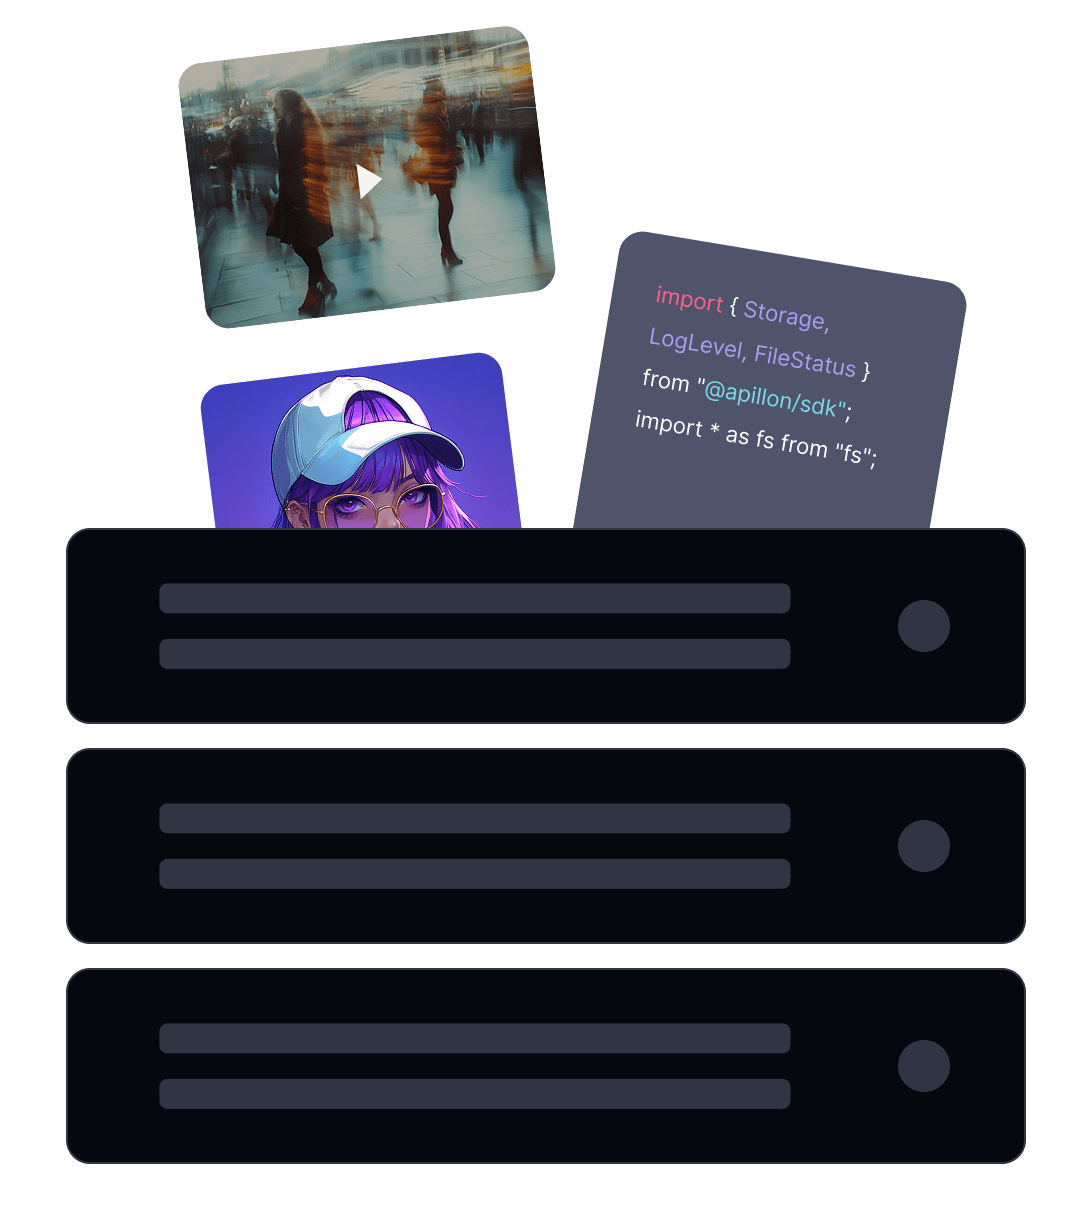 import { Storage,
LogLevel, FileStatus }
from "@apillon/sdk";
import * as fs from "fs";